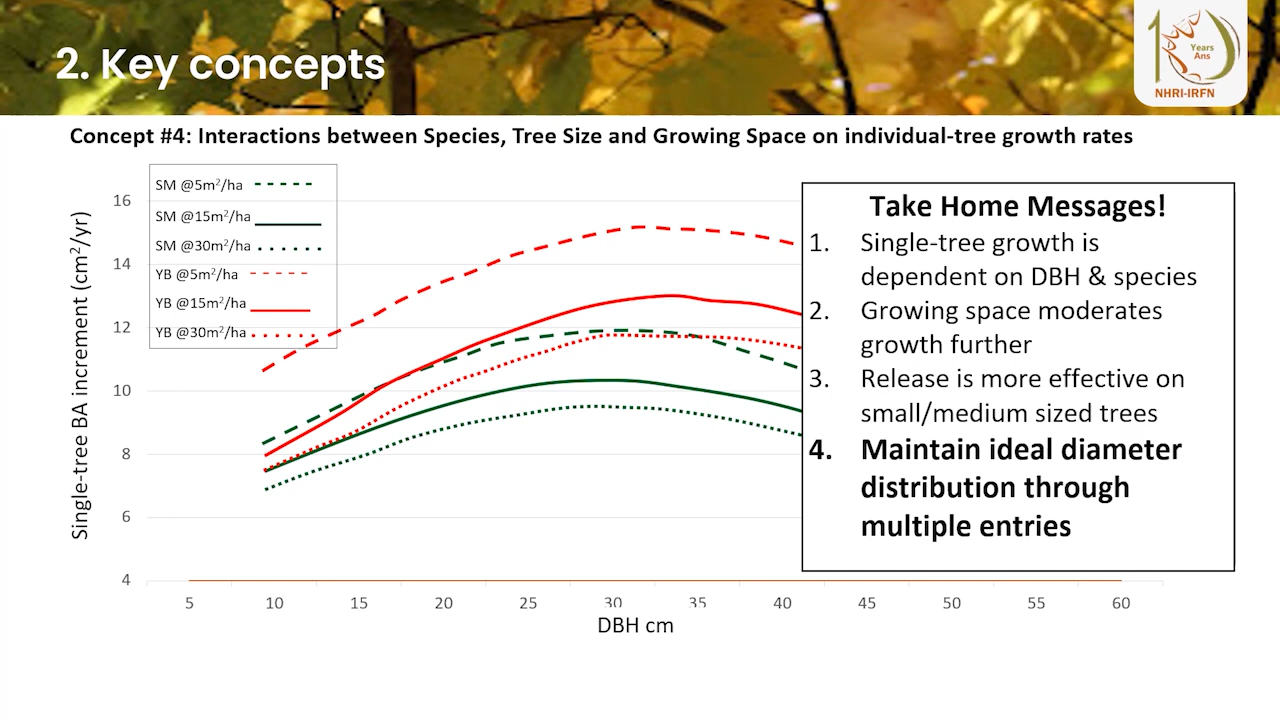 2. Key concepts
10
Years
Ans
NHRI-IRFN
Concept #4: Interactions between Species, Tree Size and Growing Space on individual-tree growth rates
SM @5m²/ha
SM @15m²/ha
SM @30m²/ha
YB @5m²/ha
YB @15m²/ha
YB @30m²/ha
Single-tree BA increment (cm²/yr)
16
14
12
10
8
6
4
5 10 15 20 25 30 35 40 45 50 55 60
DBH cm
Take Home Messages!
1. Single-tree growth is
dependent on DBH & species
2. Growing space moderates
growth further
3. Release is more effective on
small/medium sized trees
4. Maintain ideal diameter
distribution through
multiple entries